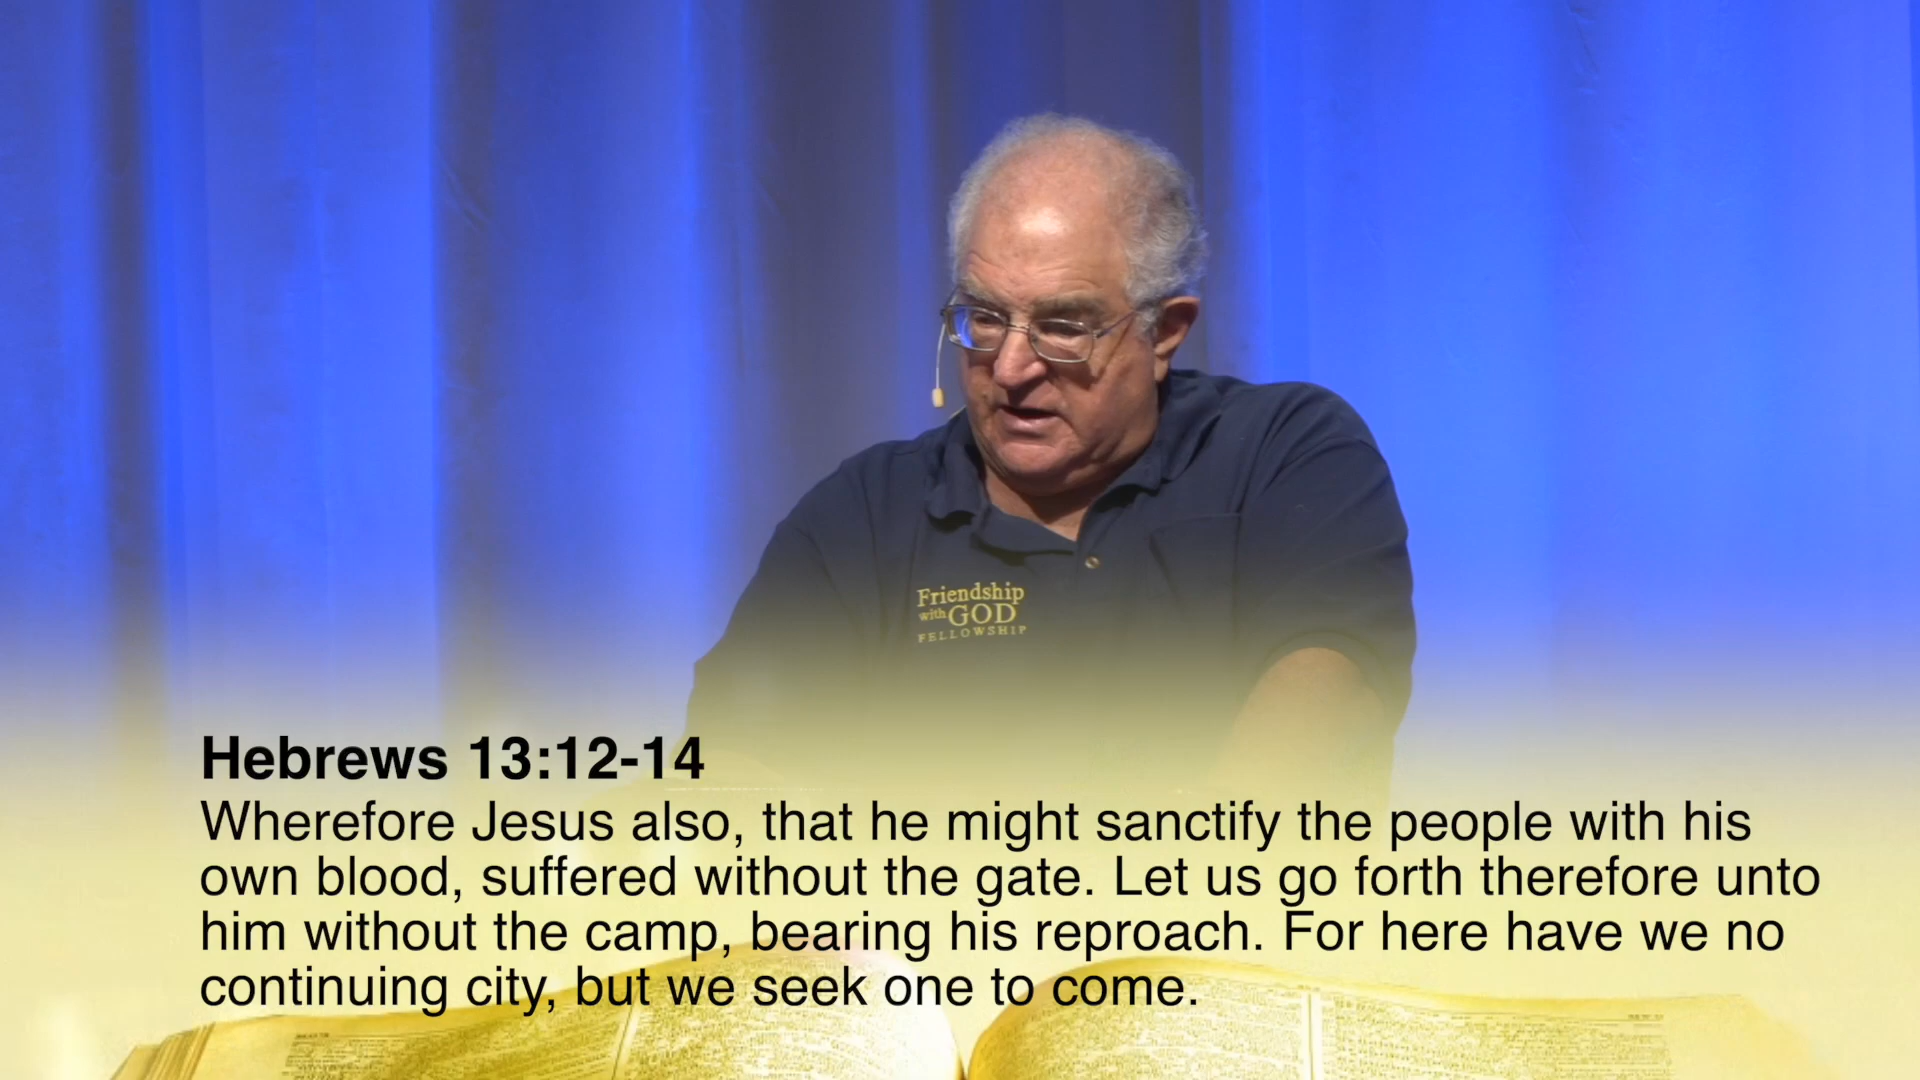 Friendship
with GOD
FELLOWSHIP
Hebrews 13:12-14
Wherefore Jesus also, that he might sanctify the people with his
own blood, suffered without the gate. Let us go forth therefore unto
him without the camp, bearing his reproach. For here have we no
continuing city, but we seek one to come.